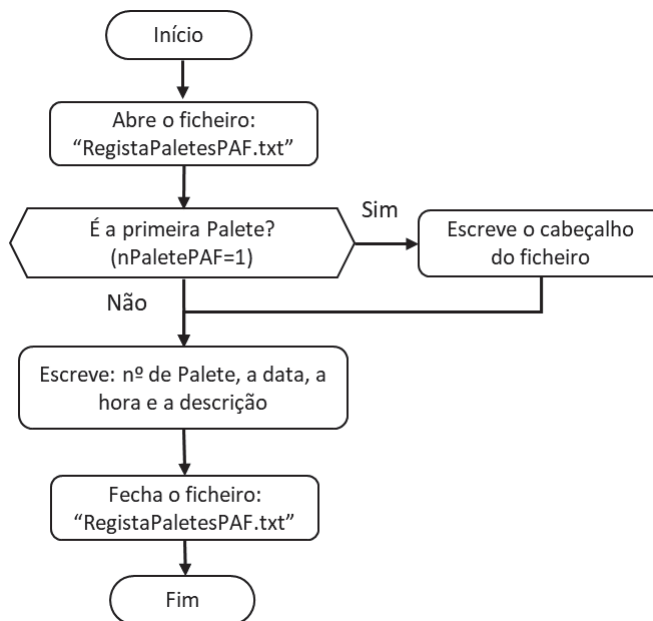 Início
Abre o ficheiro:
“RegistaPaletesPAF.txt”
É a primeira Palete?
(nPaletePAF=1)
Sim
Escreve o cabeçalho
do ficheiro
Não
Escreve: nº de Palete, a data, a
hora e a descrição
Fecha o ficheiro:
“RegistaPaletesPAF.txt”
Fim